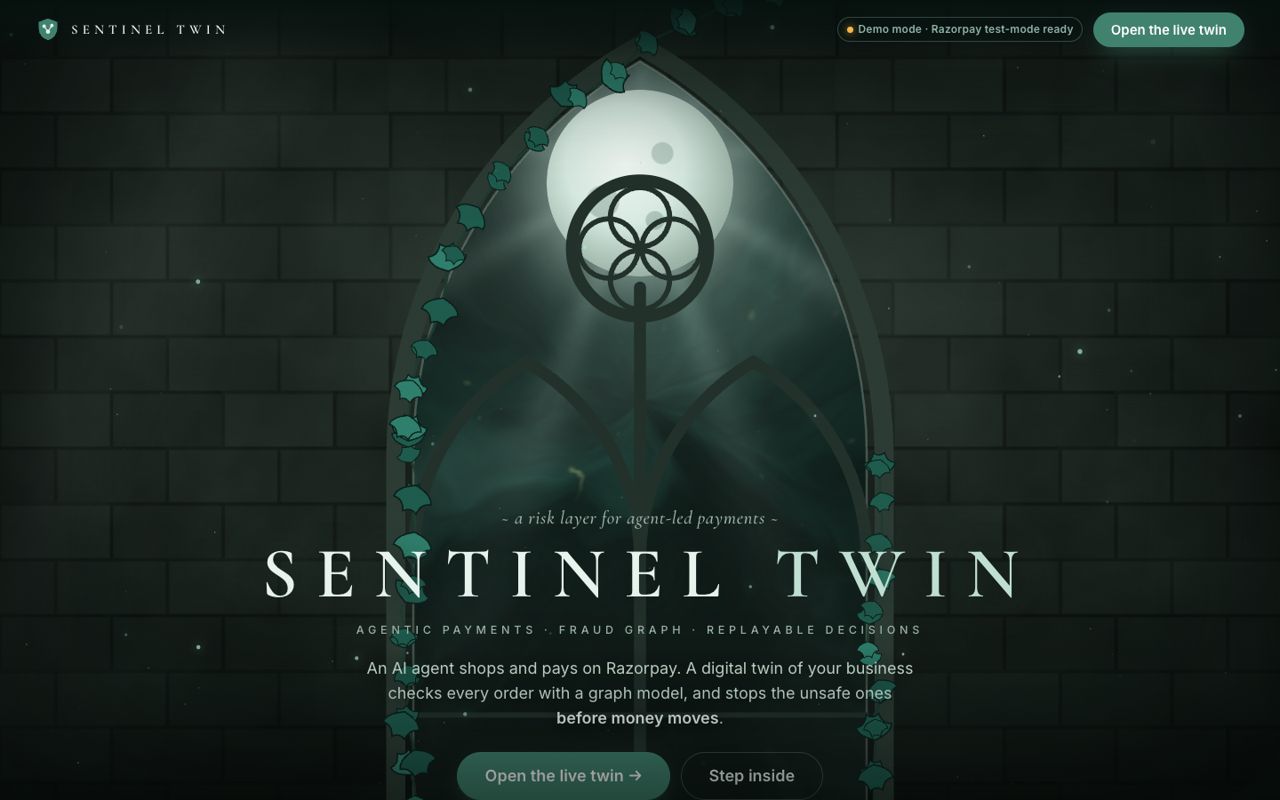 SENTINEL TWIN
Demo mode · Razorpay test-mode ready
Open the live twin
~ a risk layer for agent-led payments ~
SENTINEL TWIN
AGENTIC PAYMENTS · FRAUD GRAPH · REPLAYABLE DECISIONS
An AI agent shops and pays on Razorpay. A digital twin of your business
checks every order with a graph model, and stops the unsafe ones
before money moves.
Open the live twin →
Step inside